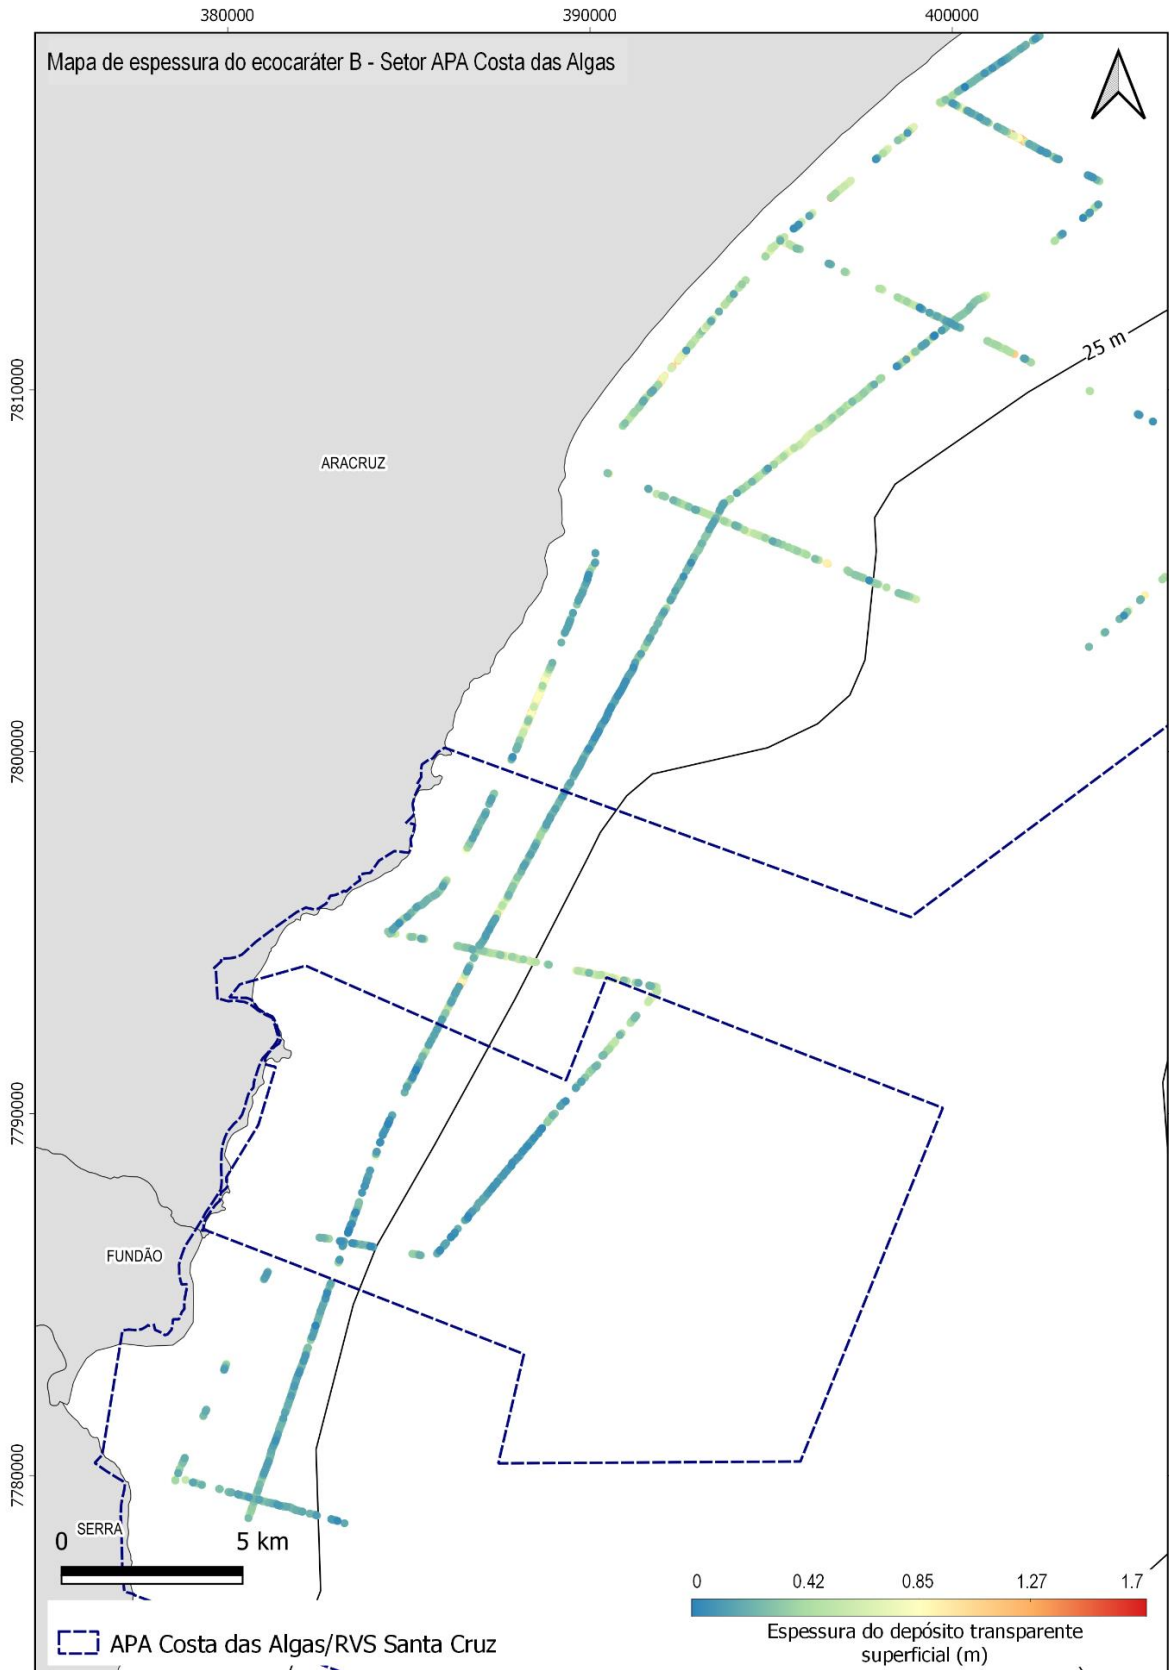 380000 390000 400000
Mapa de espessura do ecocaráter B - Setor APA Costa das Algas
25 m
7810000
ARACRUZ
7800000
7790000
FUNDÃO
7780000
SERRA
0 5 km
0 0.42 0.85 1.27 1.7
Espessura do depósito transparente
superficial (m)
APA Costa das Algas/RVS Santa Cruz